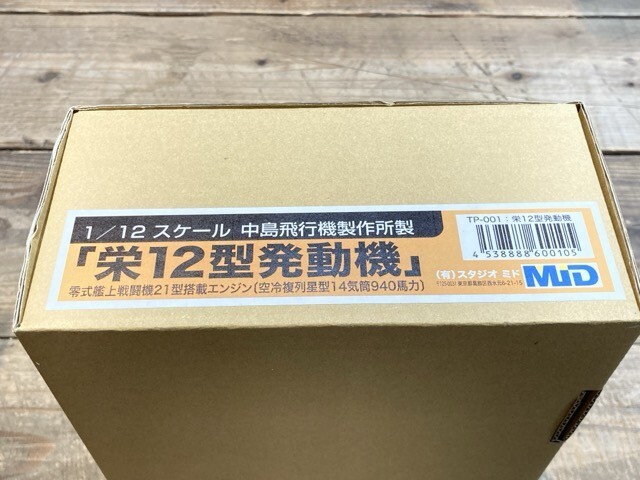 1/12 スケール 中島飛行機製作所製
「栄12型発動機」
零式艦上戦闘機21型搭載エンジン(空冷複列星型14気筒940馬力)
TP-001:栄12型発動機
4 538888 600105
(有)スタジオ ミド
MiD